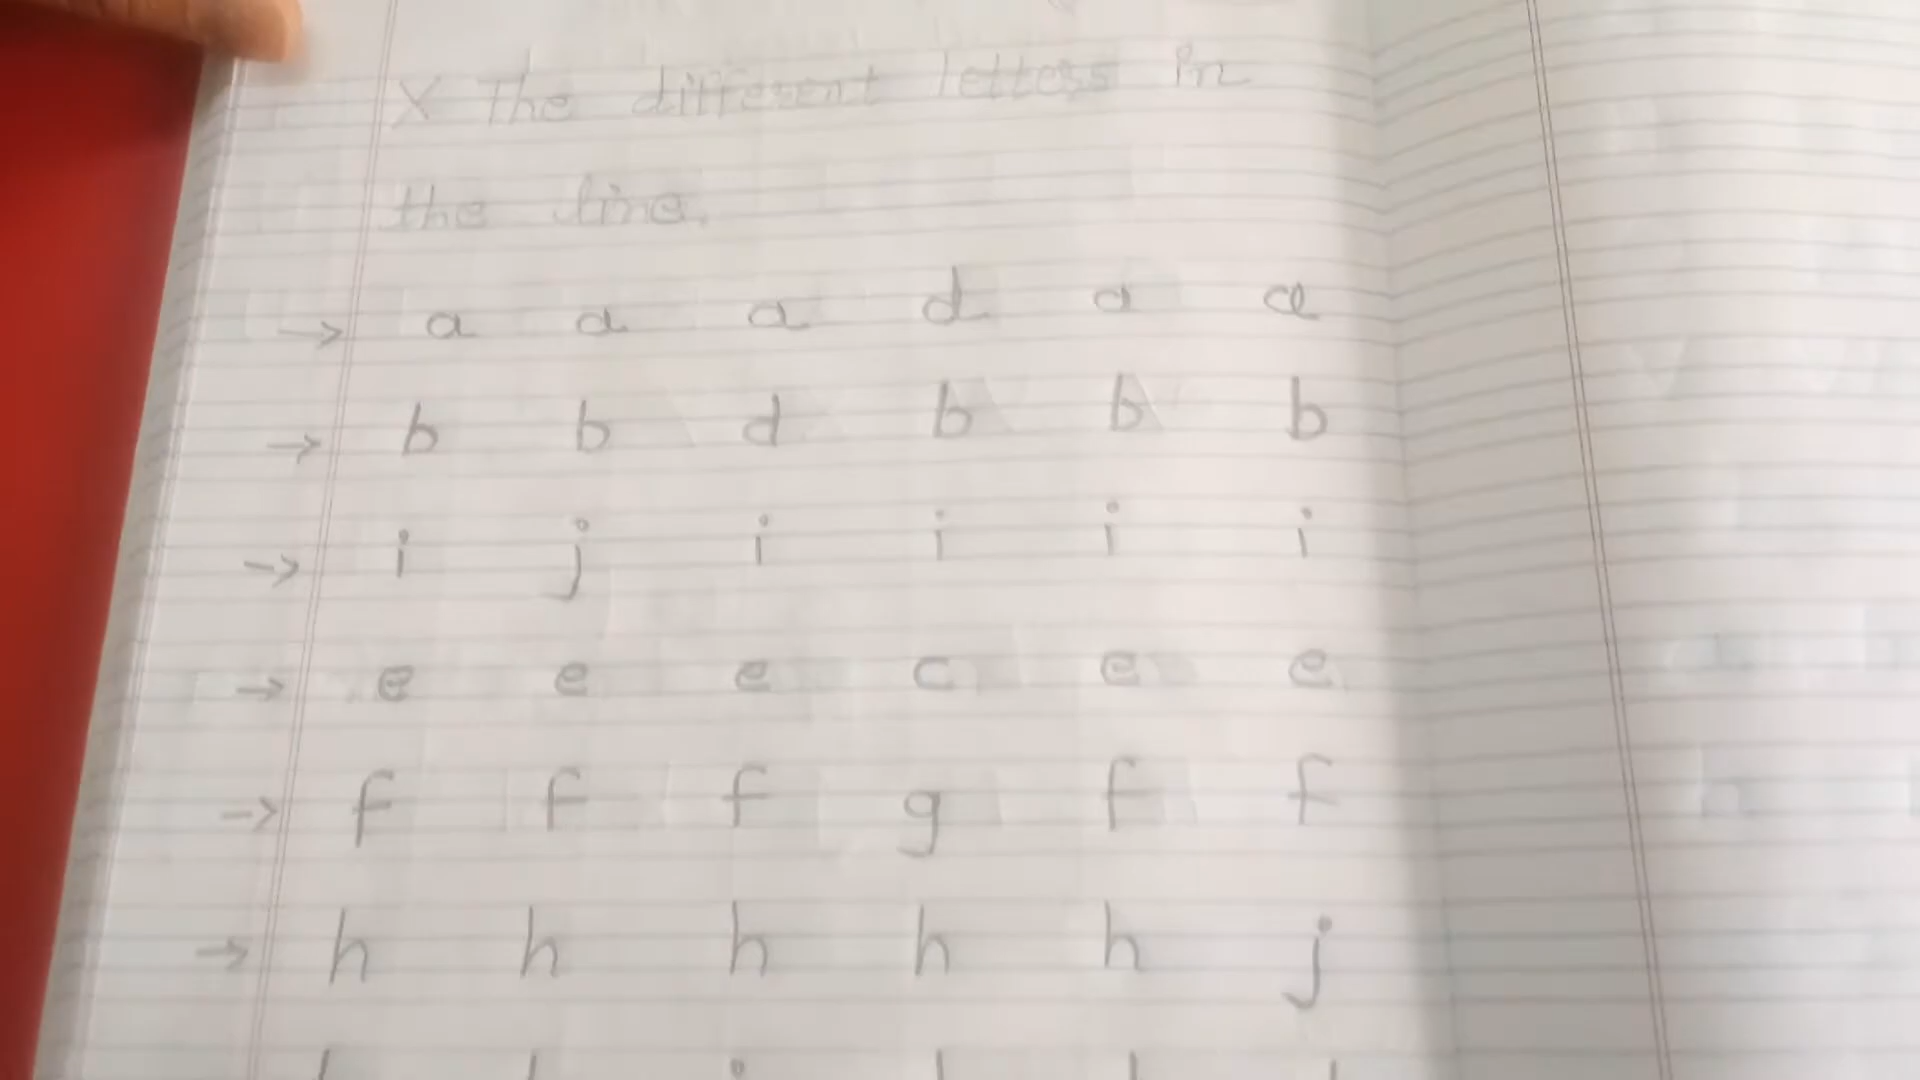 X The different letters in
the line.
→ a a a d a a
→ b b d b b b
→ i j i i i i
→ e e e c e e
→ f f f g f f
→ h h h h h j